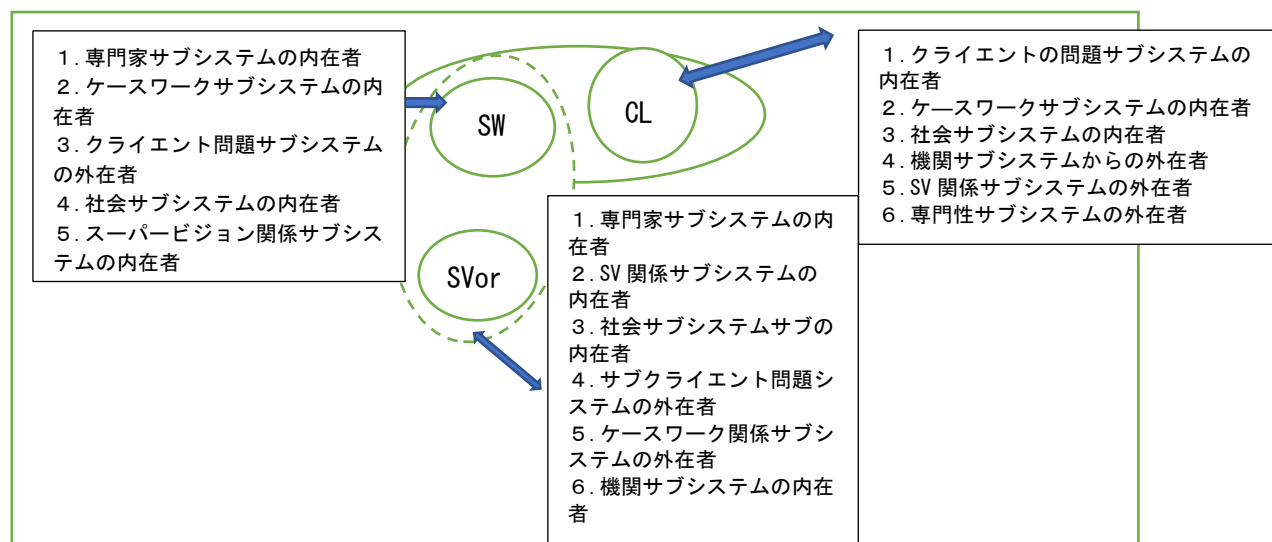 １．専門家サブシステムの内在者
２．ケースワークサブシステムの内
在者
３．クライエント問題サブシステム
の外在者
４．社会サブシステムの内在者
５．スーパービジョン関係サブシス
テムの内在者
SW
CL
SVor
１．クライエントの問題サブシステムの
内在者
２．ケ―スワークサブシステムの内在者
３．社会サブシステムの内在者
４．機関サブシステムからの外在者
５．SV 関係サブシステムの外在者
６．専門性サブシステムの外在者
１．専門家サブシステムの内
在者
２．SV 関係サブシステムの
内在者
３．社会サブシステムサブの
内在者
４．サブクライエント問題シ
ステムの外在者
５．ケースワーク関係サブシ
ステムの外在者
６．機関サブシステムの内在
者